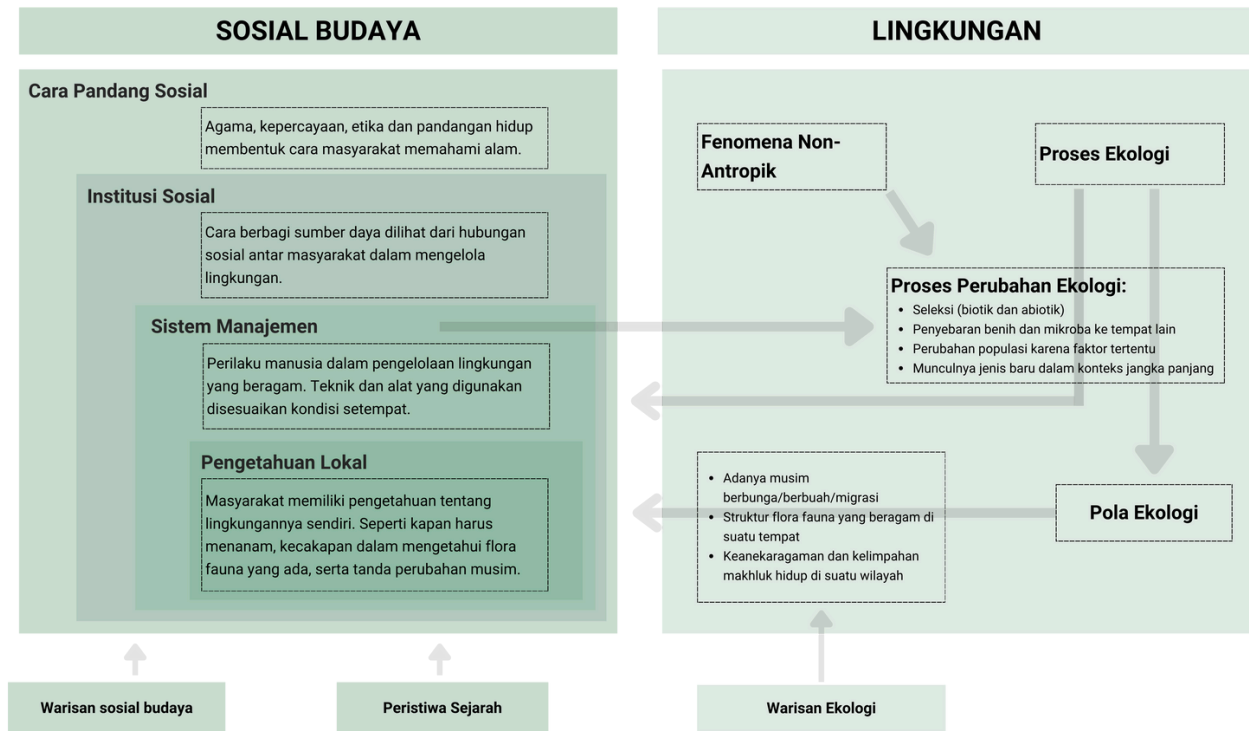 SOSIAL BUDAYA
Cara Pandang Sosial
Agama, kepercayaan, etika dan pandangan hidup
membentuk cara masyarakat memahami alam.
Institusi Sosial
Cara berbagi sumber daya dilihat dari hubungan
sosial antar masyarakat dalam mengelola
lingkungan.
Sistem Manajemen
Perilaku manusia dalam pengelolaan lingkungan
yang beragam. Teknik dan alat yang digunakan
disesuaikan kondisi setempat.
Pengetahuan Lokal
Masyarakat memiliki pengetahuan tentang
lingkungannya sendiri. Seperti kapan harus
menanam, kecakapan dalam mengetahui flora
fauna yang ada, serta tanda perubahan musim.
Warisan sosial budaya
Peristiwa Sejarah
LINGKUNGAN
Fenomena Non-
Antropik
Proses Ekologi
Proses Perubahan Ekologi:
• Seleksi (biotik dan abiotik)
• Penyebaran benih dan mikroba ke tempat lain
• Perubahan populasi karena faktor tertentu
• Munculnya jenis baru dalam konteks jangka panjang
• Adanya musim
berbunga/berbuah/migrasi
• Struktur flora fauna yang beragam di
suatu tempat
• Keanekaragaman dan kelimpahan
makhluk hidup di suatu wilayah
Pola Ekologi
Warisan Ekologi